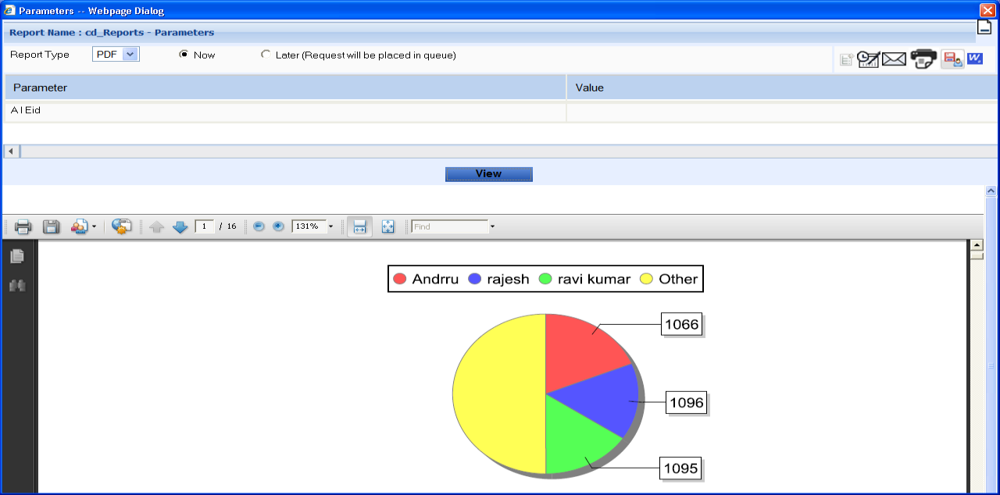 Parameters -- Webpage Dialog
Report Name : cd_Reports - Parameters
Report Type PDF Now Later (Request will be placed in queue)
Parameter Value
A l Eid
View
1 / 16 131% Find
Andrru rajesh ravi kumar Other
1066
1096
1095